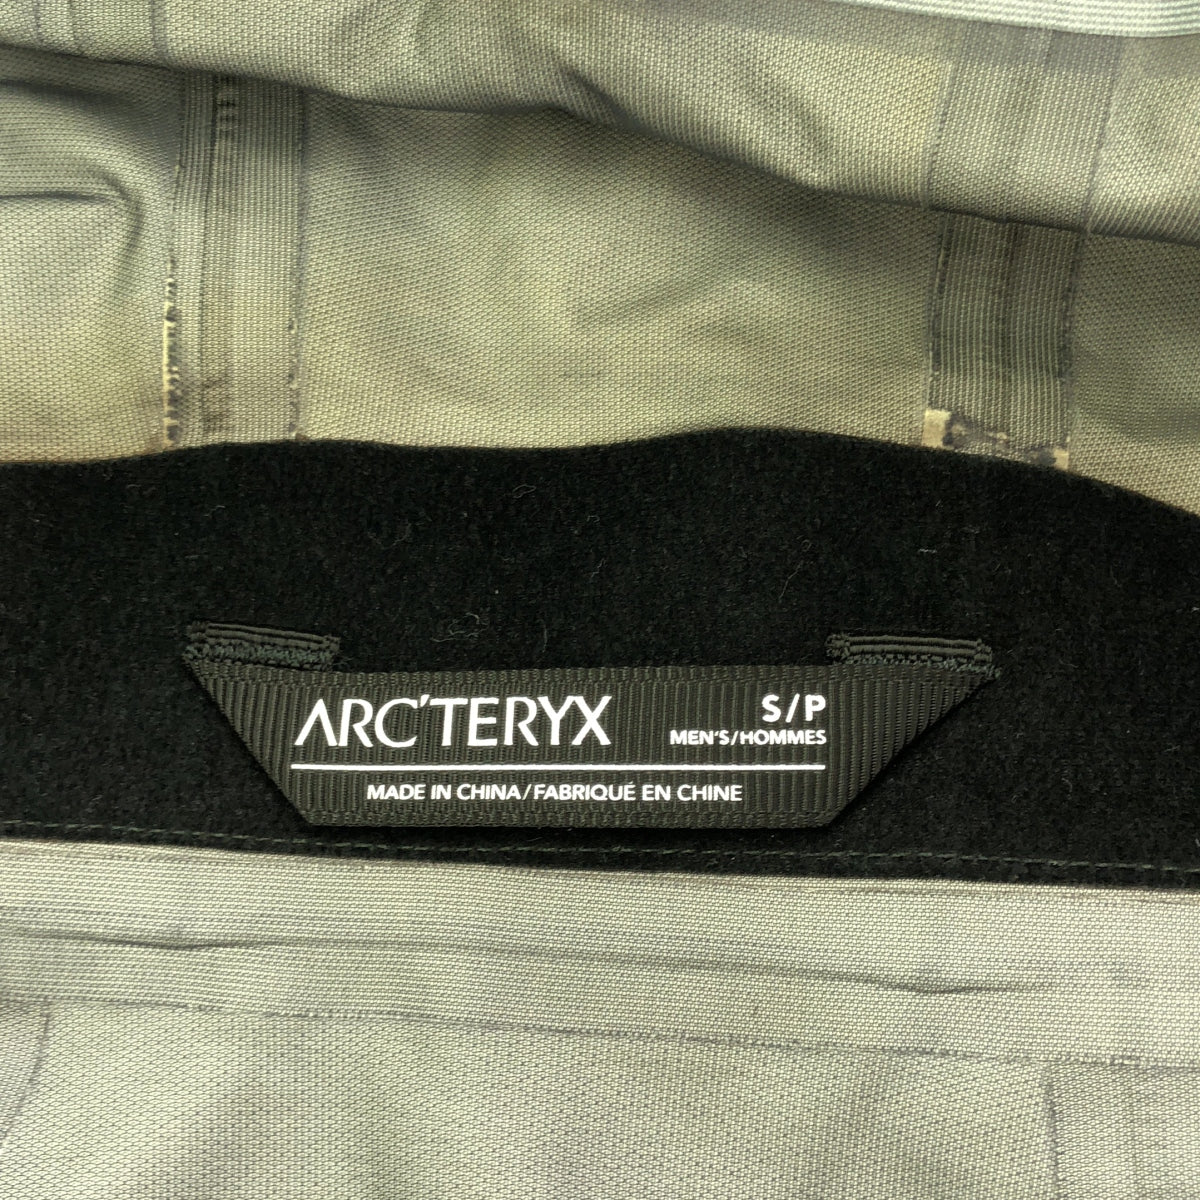 ARC'TERYX
S/P
MEN'S/HOMMES
MADE IN CHINA/FABRIQUÉ EN CHINE